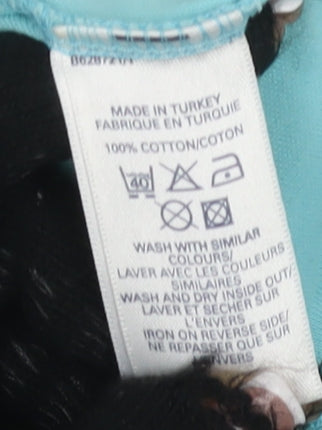 MADE IN TURKEY
FABRIQUE EN TURQUIE
100% COTTON/COTON
40
WASH WITH SIMILAR
COLOURS/
LAVER AVEC LES COULEURS
SIMILAIRES
WASH AND DRY INSIDE OUT/
LAVER ET SECHER SUR
L'ENVERS
IRON ON REVERSE SIDE/
NE REPASSER QUE SUR
L'ENVERS